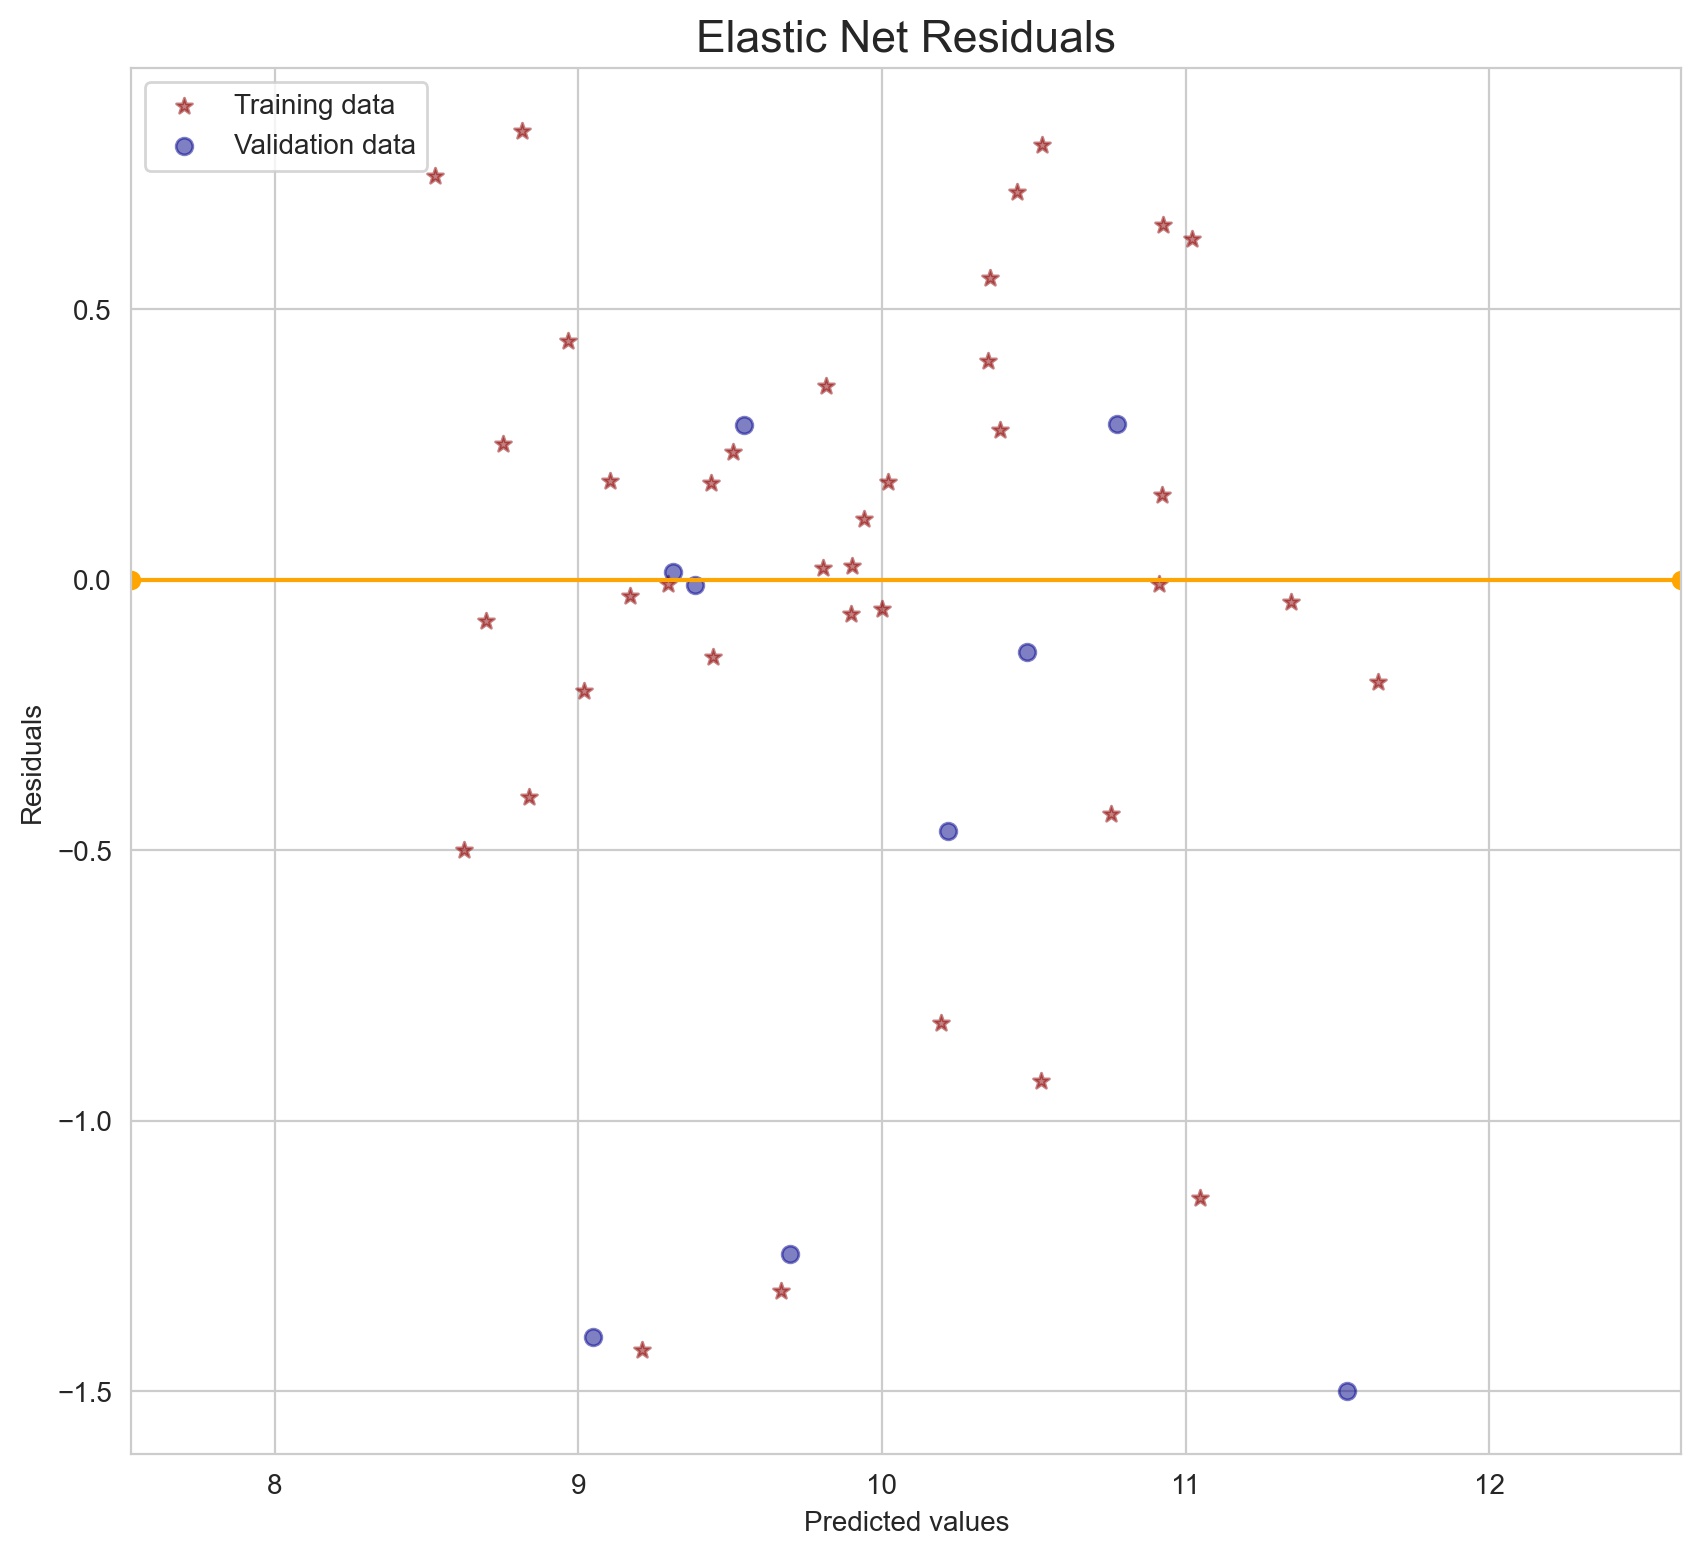 Elastic Net Residuals
Training data
Validation data
0.5
0.0
−0.5
−1.0
−1.5
Residuals
8 9 10 11 12
Predicted values